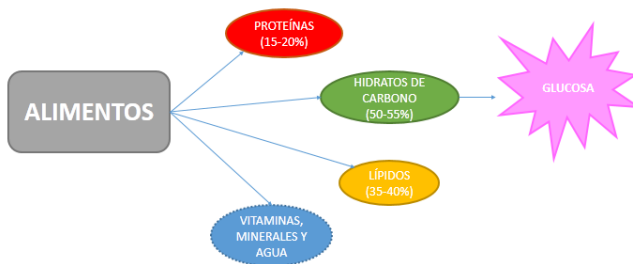 PROTEÍNAS
(15-20%)
ALIMENTOS
HIDRATOS DE
CARBONO
(50-55%)
GLUCOSA
LÍPIDOS
(35-40%)
VITAMINAS,
MINERALES Y
AGUA